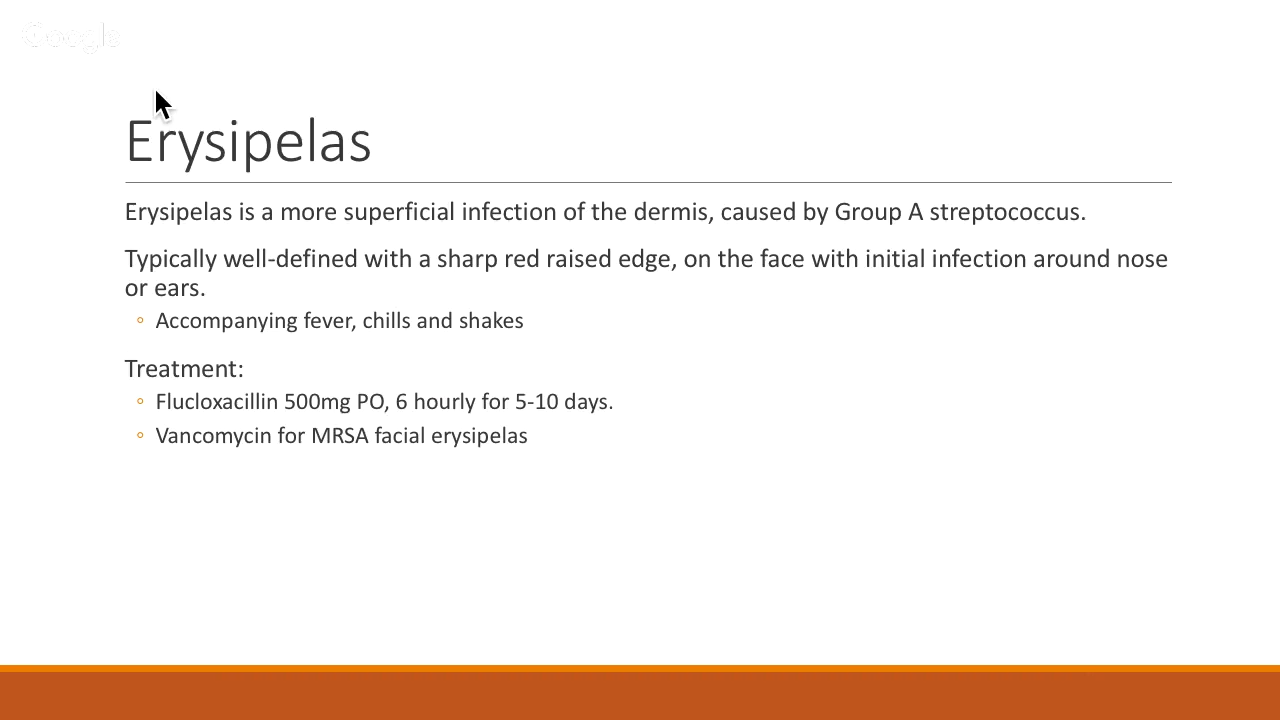 Google
Erysipelas
Erysipelas is a more superficial infection of the dermis, caused by Group A streptococcus.
Typically well-defined with a sharp red raised edge, on the face with initial infection around nose
or ears.
◦ Accompanying fever, chills and shakes
Treatment:
◦ Flucloxacillin 500mg PO, 6 hourly for 5-10 days.
◦ Vancomycin for MRSA facial erysipelas